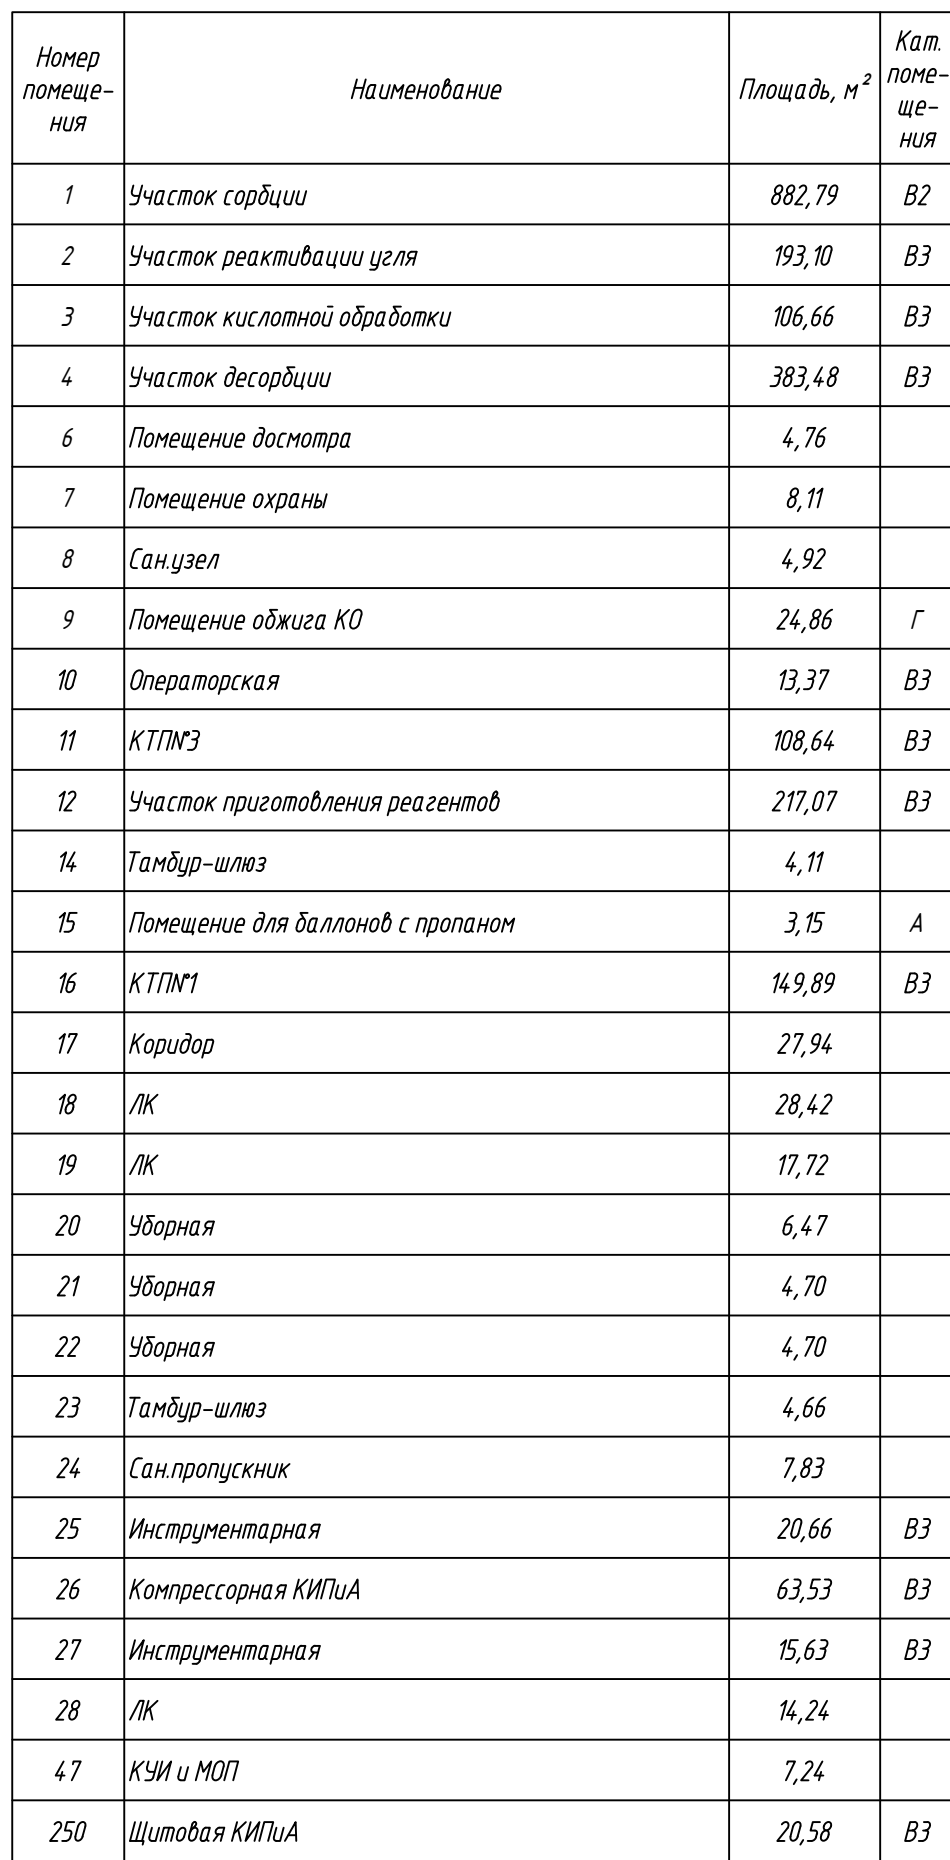 Номер помеще- ния Наименование Площадь, м² Кат. поме- ще- ния
1 Участок сорбции 882,79 В2
2 Участок реактивации угля 193,10 В3
3 Участок кислотной обработки 106,66 В3
4 Участок десорбции 383,48 В3
6 Помещение досмотра 4,76
7 Помещение охраны 8,11
8 Сан.узел 4,92
9 Помещение обжига КО 24,86 Г
10 Операторская 13,37 В3
11 КТП№3 108,64 В3
12 Участок приготовления реагентов 217,07 В3
14 Тамбур-шлюз 4,11
15 Помещение для баллонов с пропаном 3,15 А
16 КТП№1 149,89 В3
17 Коридор 27,94
18 ЛК 28,42
19 ЛК 17,72
20 Уборная 6,47
21 Уборная 4,70
22 Уборная 4,70
23 Тамбур-шлюз 4,66
24 Сан.пропускник 7,83
25 Инструментарная 20,66 В3
26 Компрессорная КИПиА 63,53 В3
27 Инструментарная 15,63 В3
28 ЛК 14,24
47 КУИ и МОП 7,24
250 Щитовая КИПиА 20,58 В3